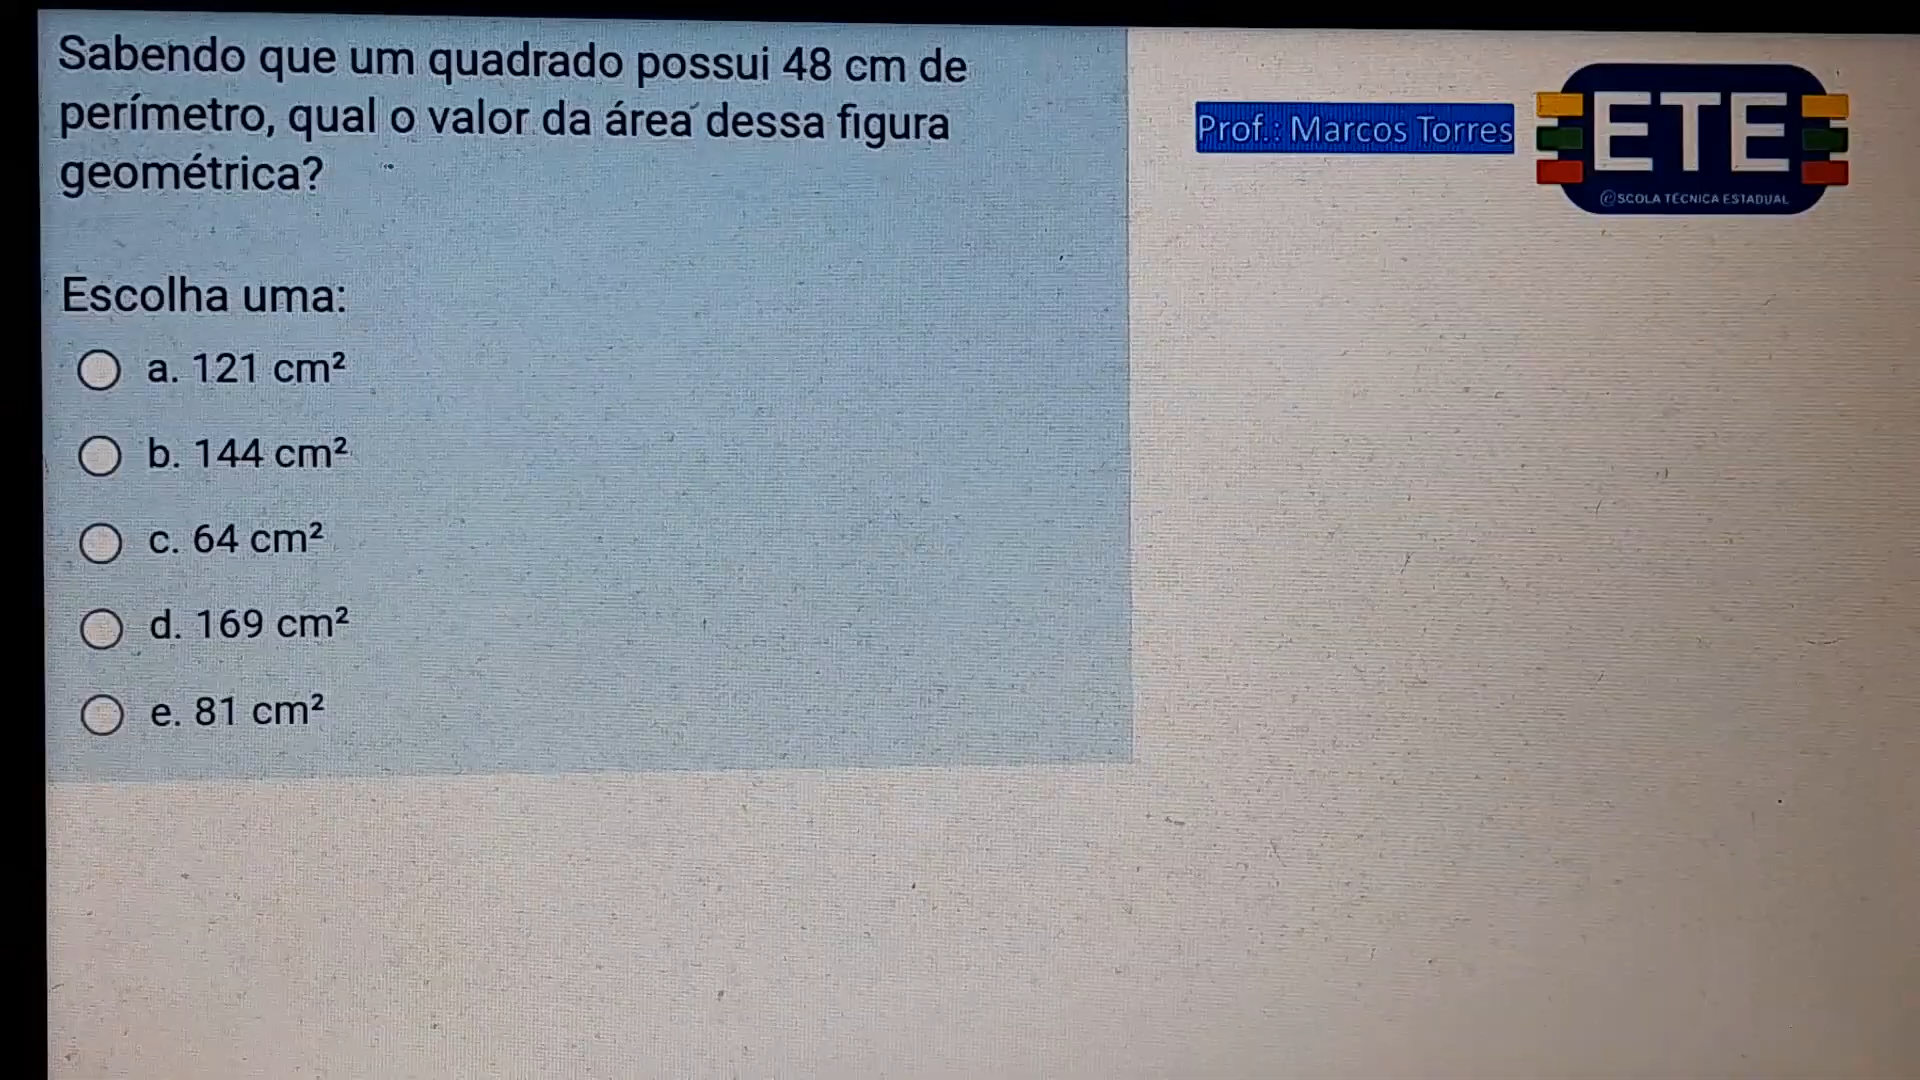 Sabendo que um quadrado possui 48 cm de
perímetro, qual o valor da área dessa figura
geométrica?
Prof.: Marcos Torres
ETE
ESCOLA TÉCNICA ESTADUAL
Escolha uma:
a. 121 cm²
b. 144 cm²
c. 64 cm²
d. 169 cm²
e. 81 cm²